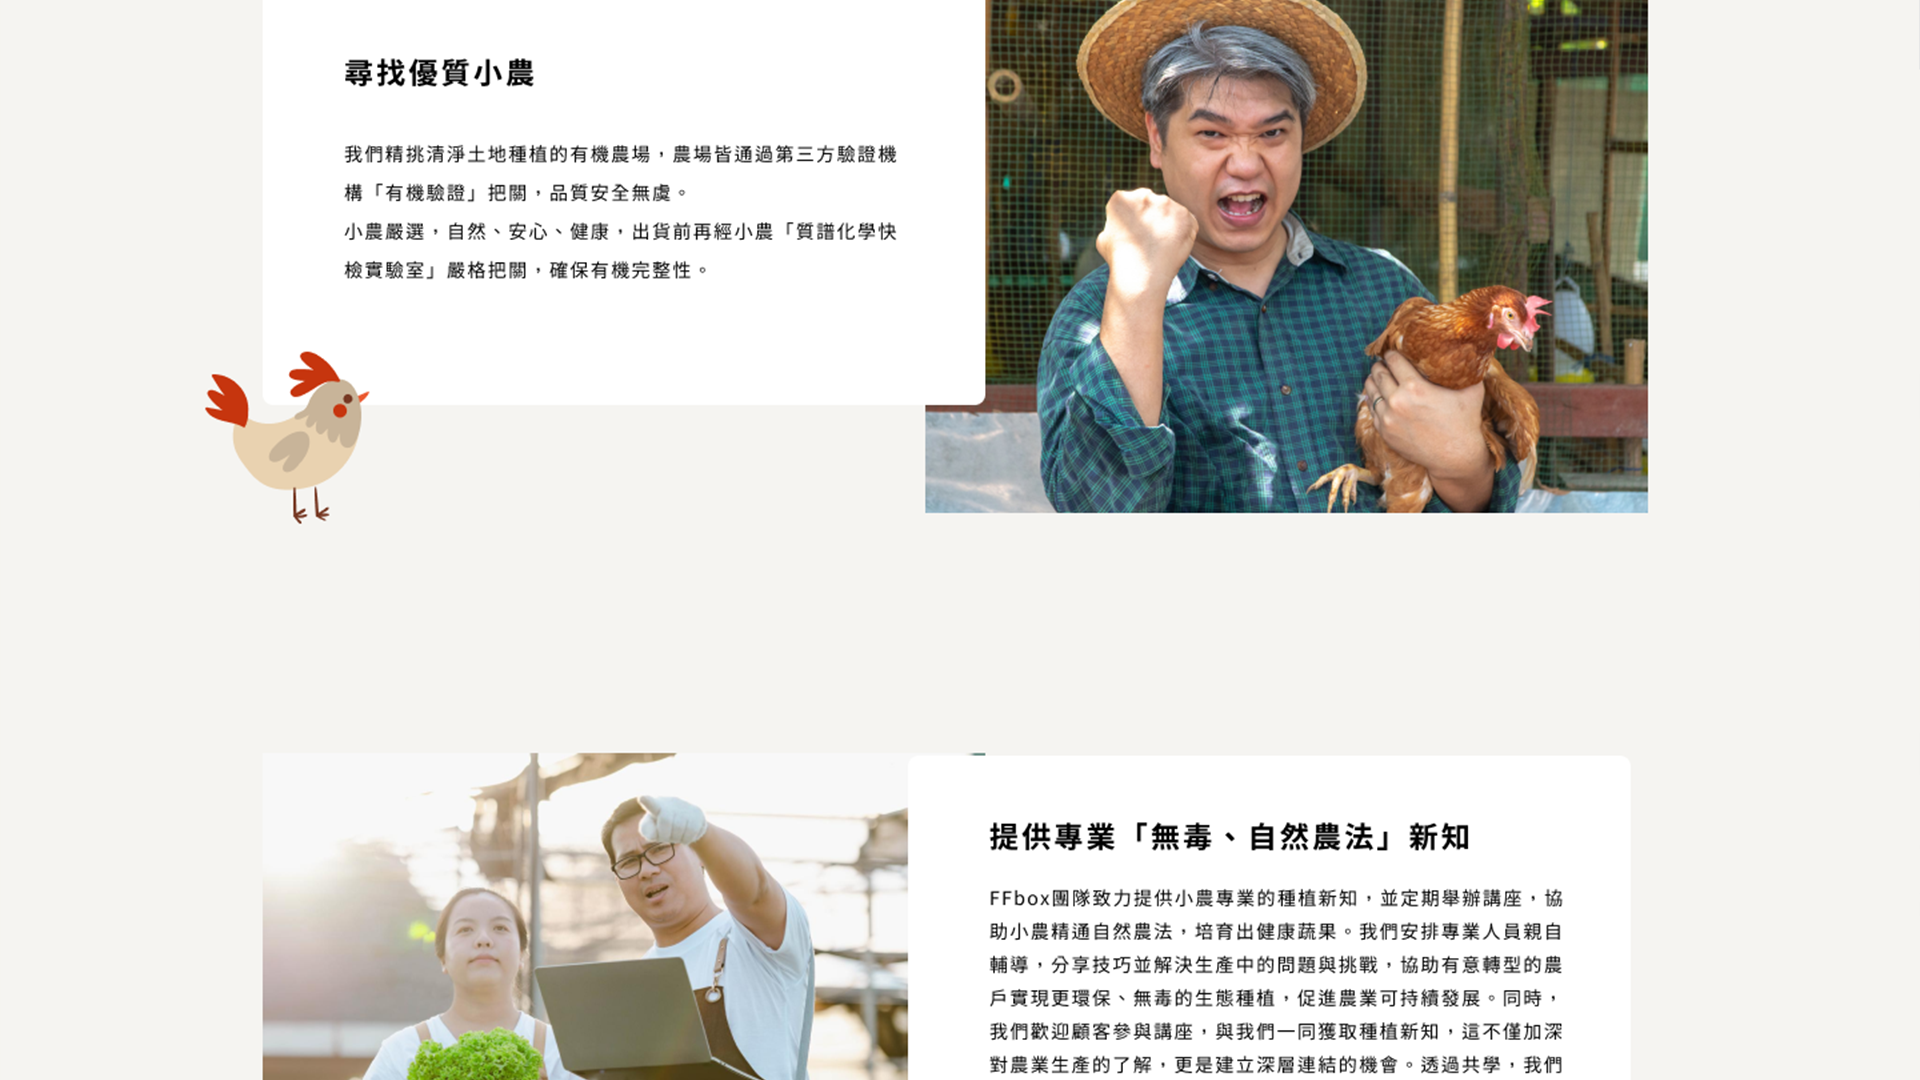 尋找優質小農
我們精挑清淨土地種植的有機農場，農場皆通過第三方驗證機
構「有機驗證」把關，品質安全無虞。
小農嚴選，自然、安心、健康，出貨前再經小農「質譜化學快
檢實驗室」嚴格把關，確保有機完整性。
提供專業「無毒、自然農法」新知
FFbox團隊致力提供小農專業的種植新知，並定期舉辦講座，協
助小農精通自然農法，培育出健康蔬果。我們安排專業人員親自
輔導，分享技巧並解決生產中的問題與挑戰，協助有意轉型的農
戶實現更環保、無毒的生態種植，促進農業可持續發展。同時，
我們歡迎顧客參與講座，與我們一同獲取種植新知，這不僅加深
對農業生產的了解，更是建立深層連結的機會。透過共學，我們